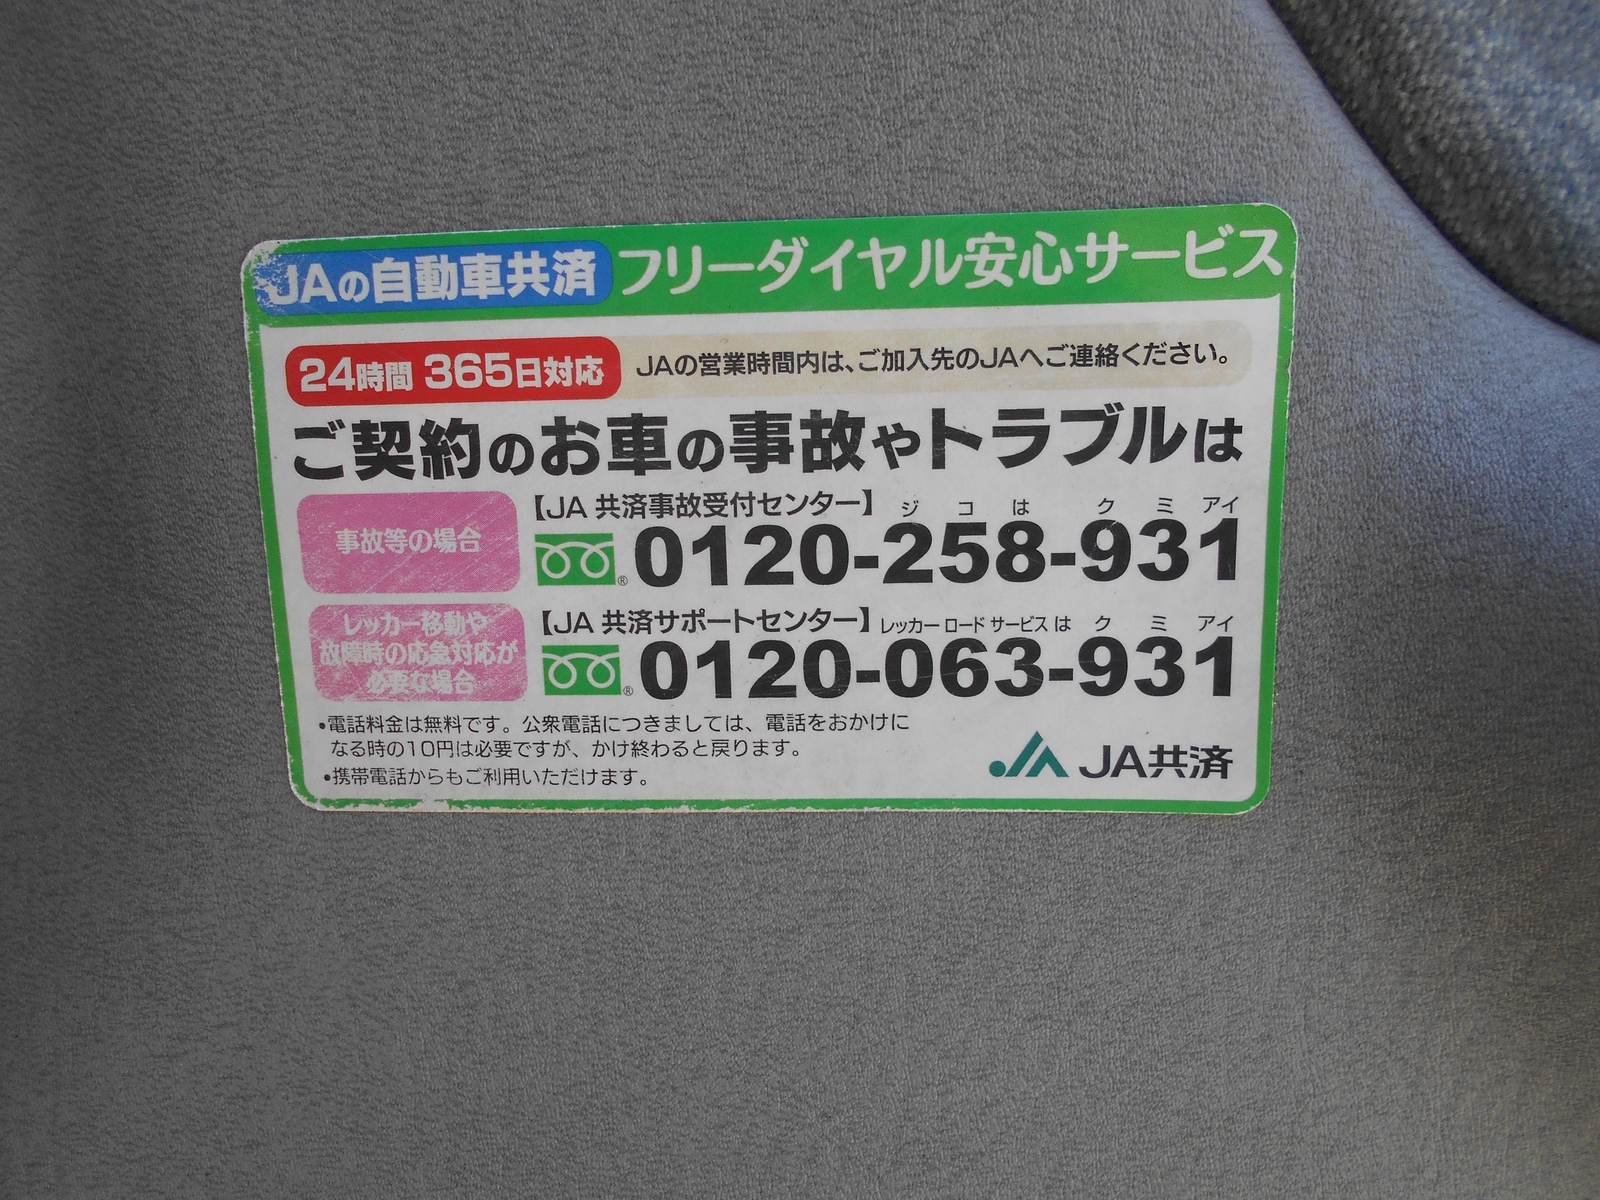 JAの自動車共済 フリーダイヤル安心サービス
24時間 365日対応 JAの営業時間内は、ご加入先のJAへご連絡ください。
ご契約のお車の事故やトラブルは
事故等の場合
【JA 共済事故受付センター】 ジ コ は ク ミ アイ
0120-258-931
レッカー移動や
故障時の応急対応が
必要な場合
【JA 共済サポートセンター】 レッカー ロード サービス は ク ミ アイ
0120-063-931
•電話料金は無料です。公衆電話につきましては、電話をおかけに
なる時の10円は必要ですが、かけ終わると戻ります。
•携帯電話からもご利用いただけます。
JA共済